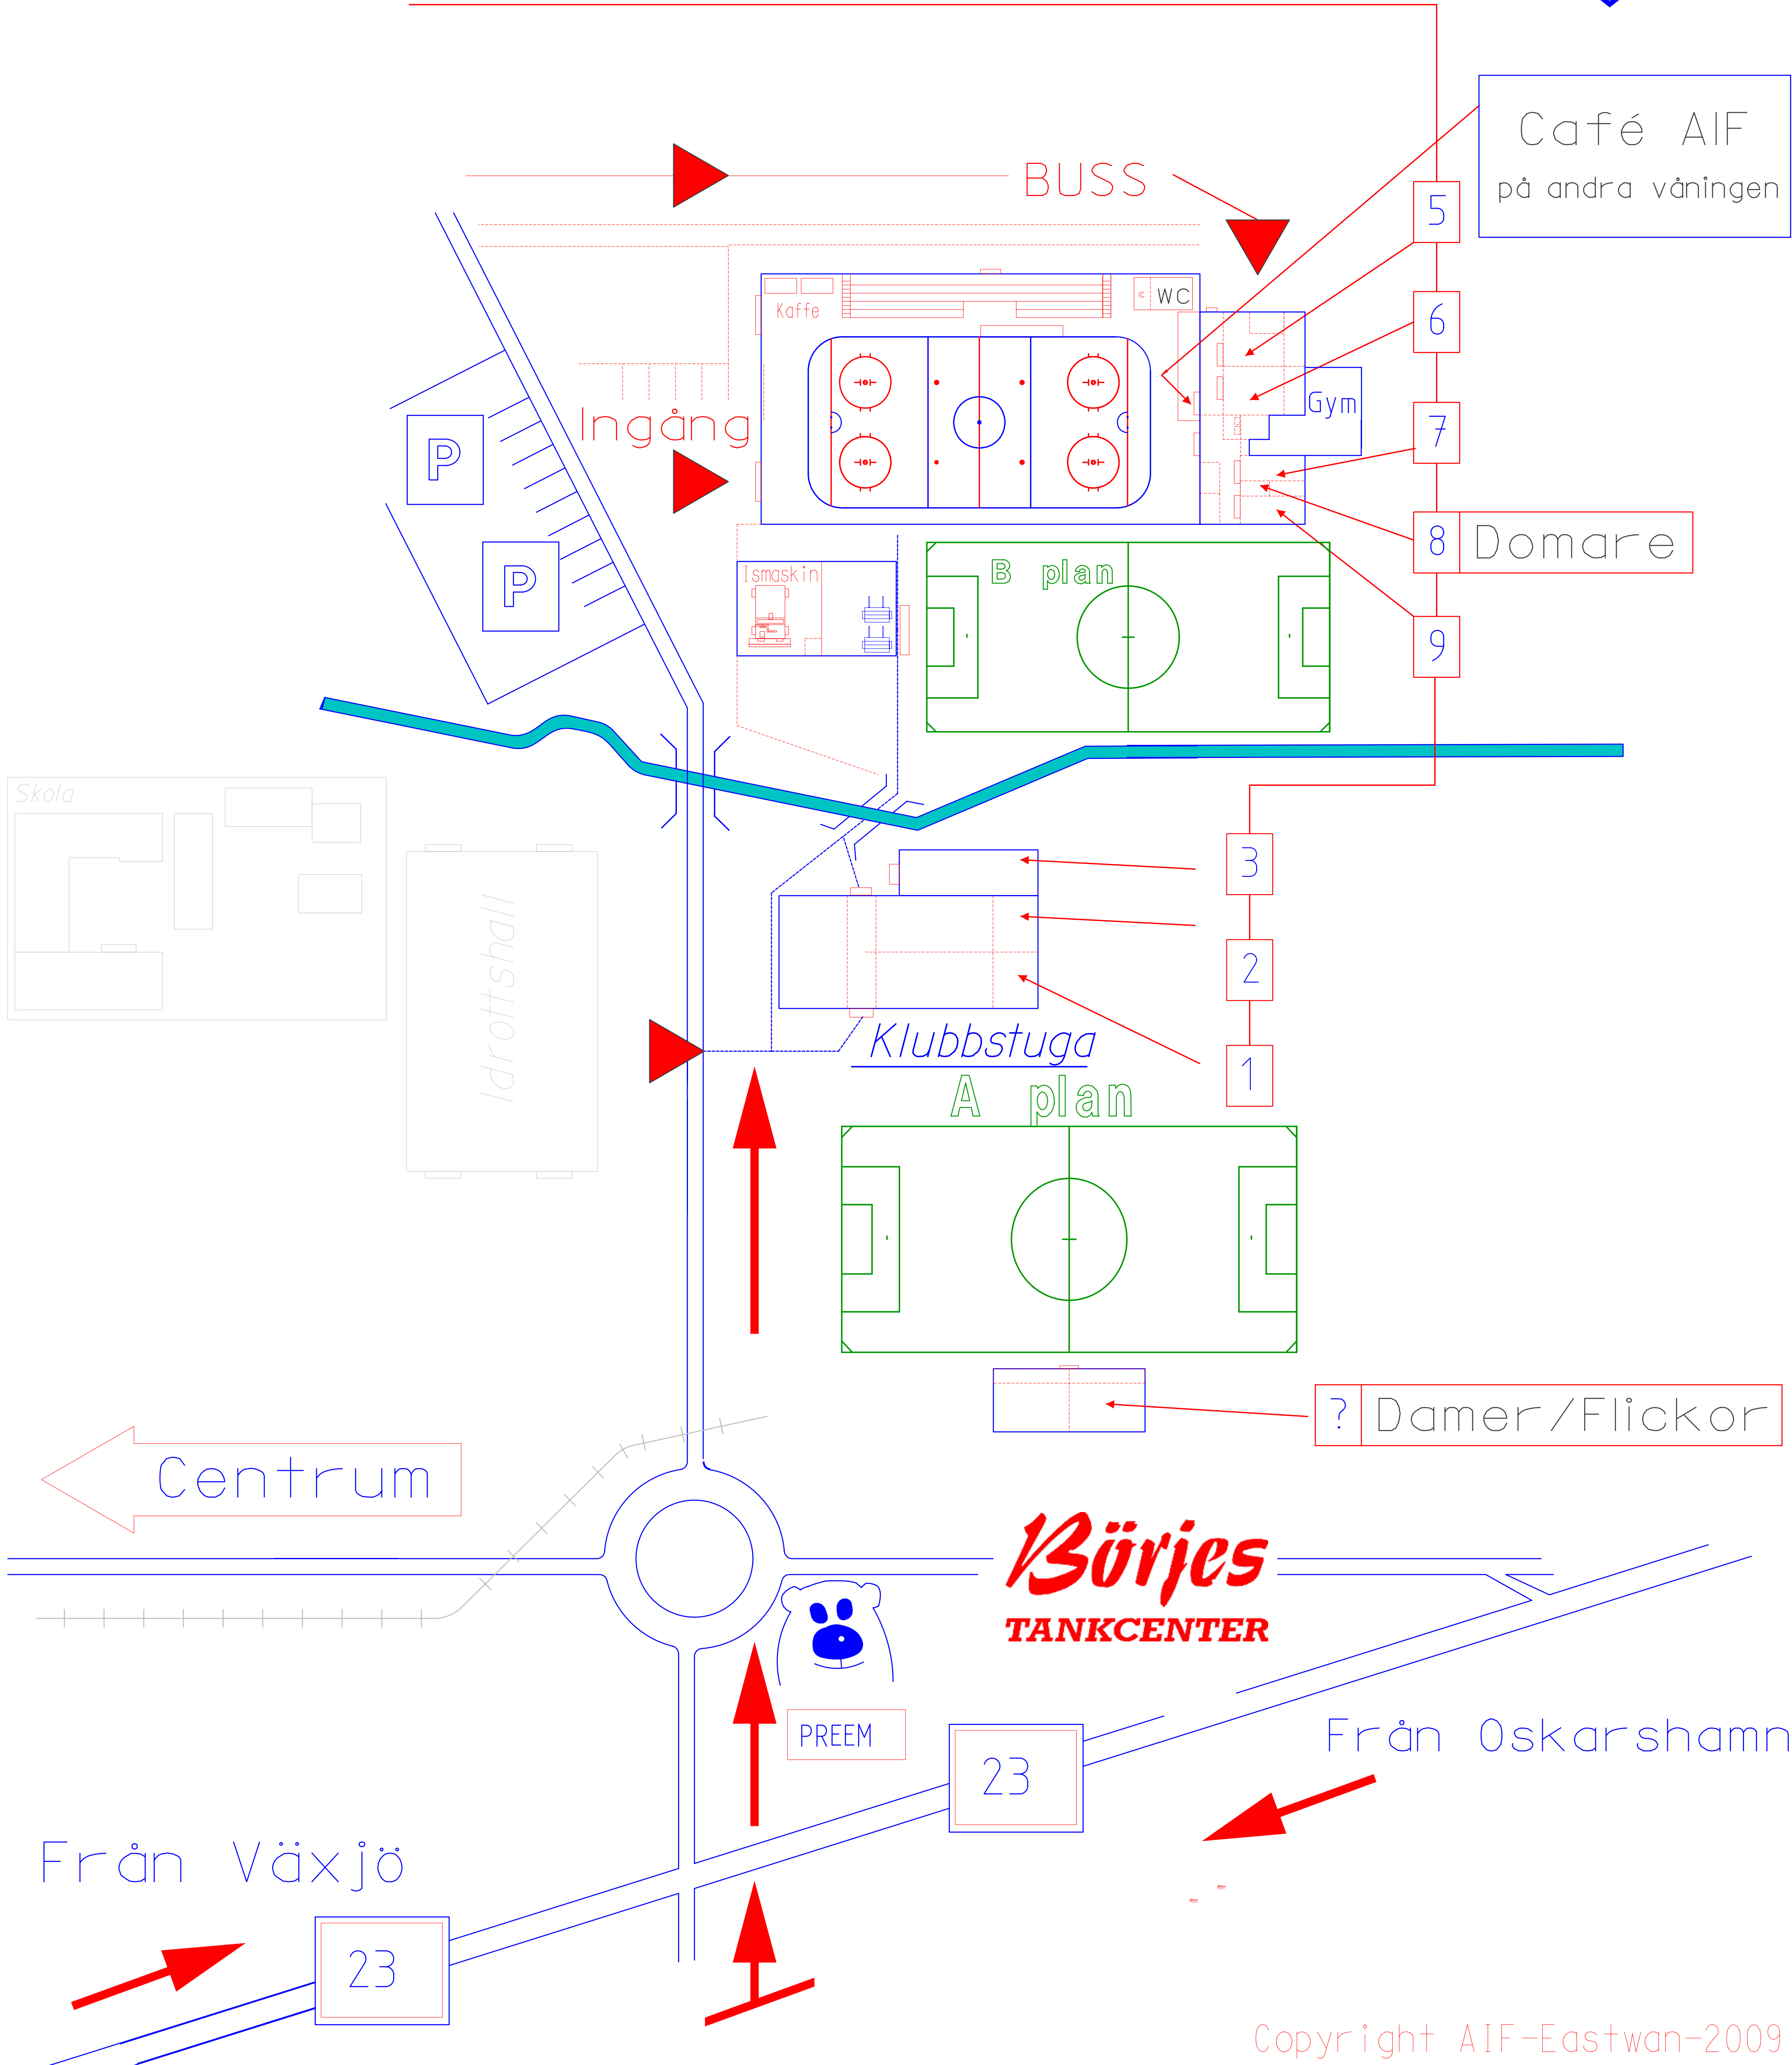 Café AIF
på andra våningen
BUSS
5
WC
IC
Kaffe
6
Gym
Ingång
7
P
8 Domare
B plan
Ismaskin
P
9
Skola
3
Idrottshall
2
Klubbstuga
1
A plan
? Damer/Flickor
Centrum
Börjes
TANKCENTER
PREEM
Från Oskarshamn
23
Från Växjö
23
Copyright AIF-Eastwan-2009